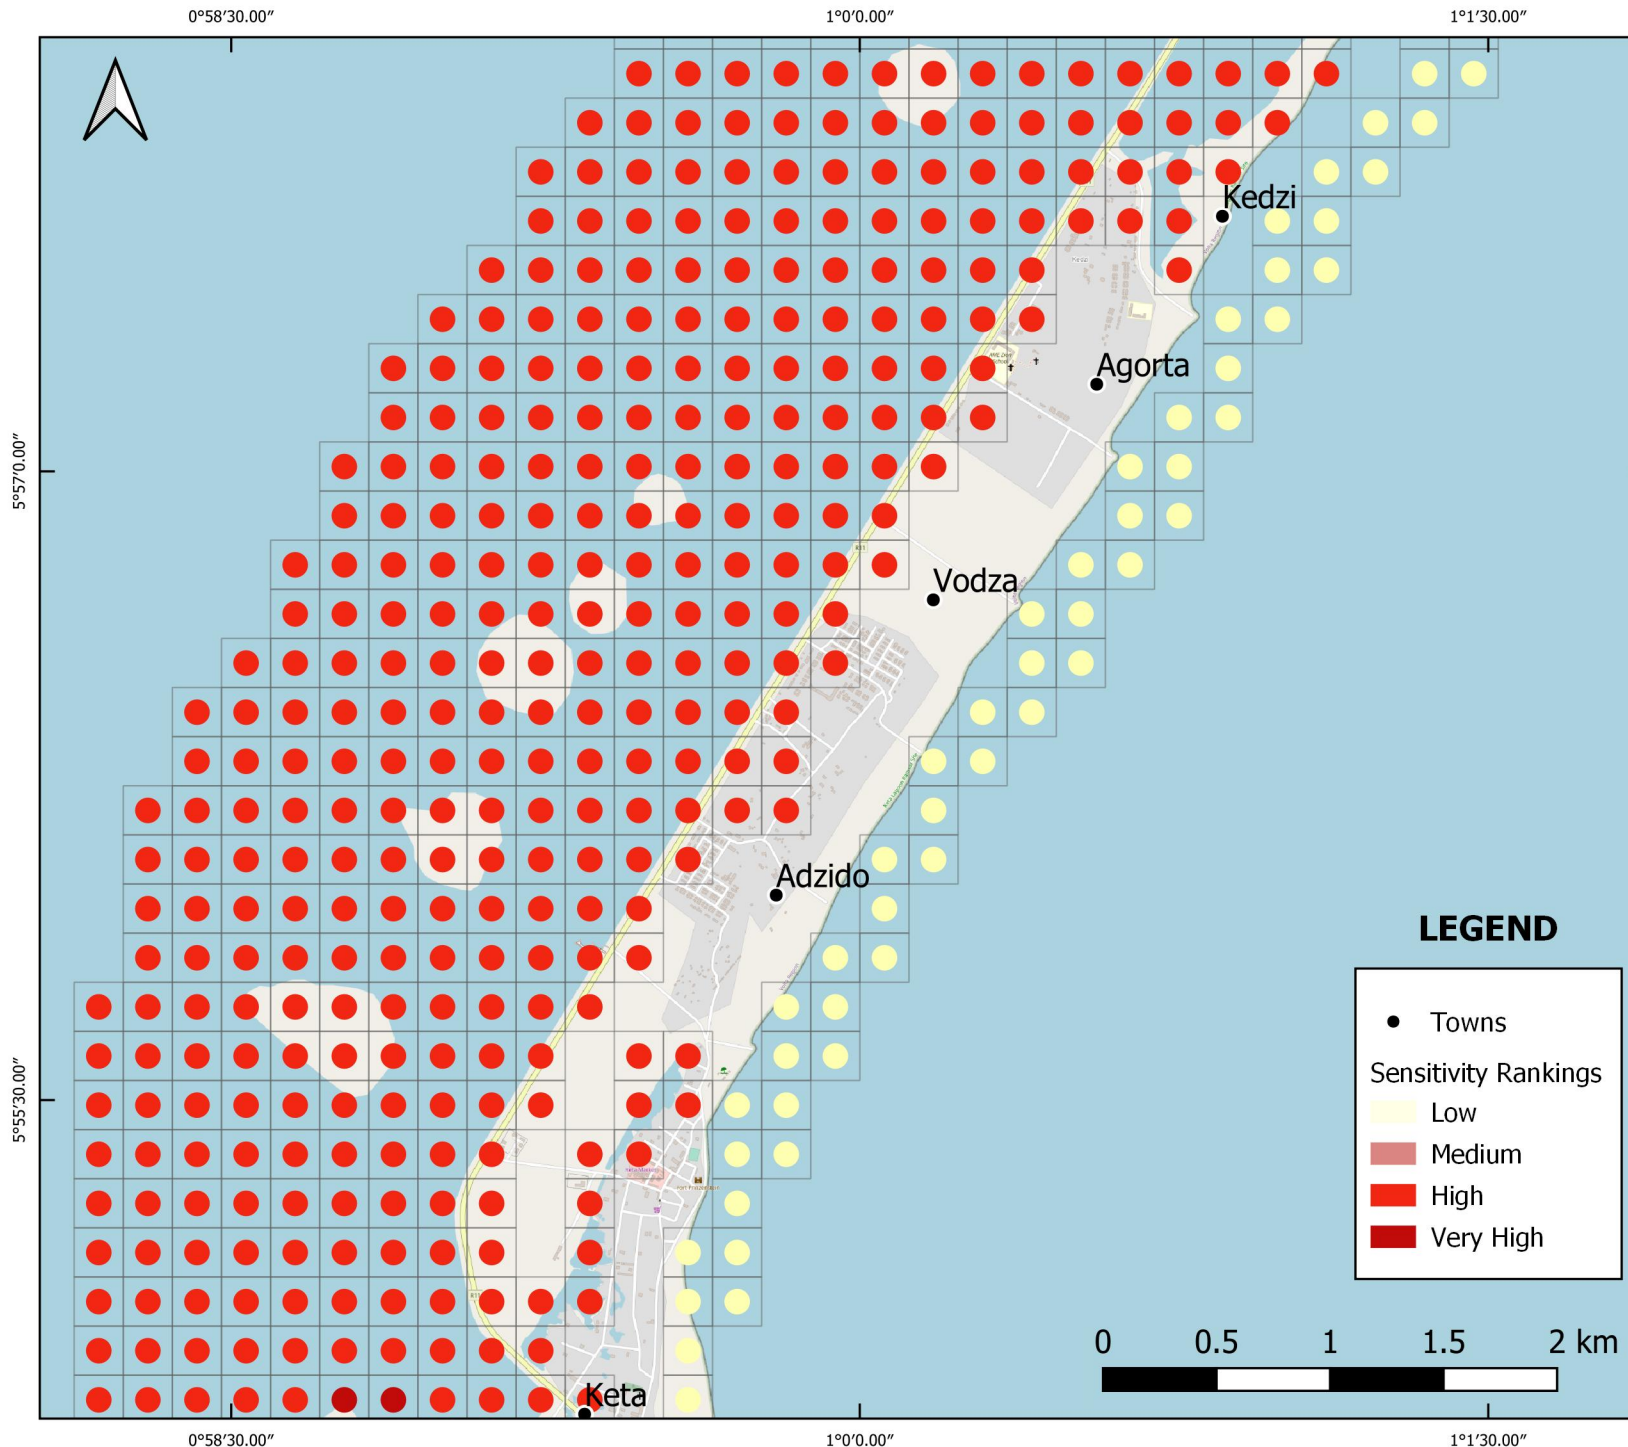 0°58′30.00″
1°0′0.00″
1°1′30.00″
Kedzi
Agorta
5°57′0.00″
Vodza
Adzido
LEGEND
Towns
Sensitivity Rankings
Low
Medium
High
Very High
5°55′30.00″
0 0.5 1 1.5 2 km
Keta
0°58′30.00″
1°0′0.00″
1°1′30.00″